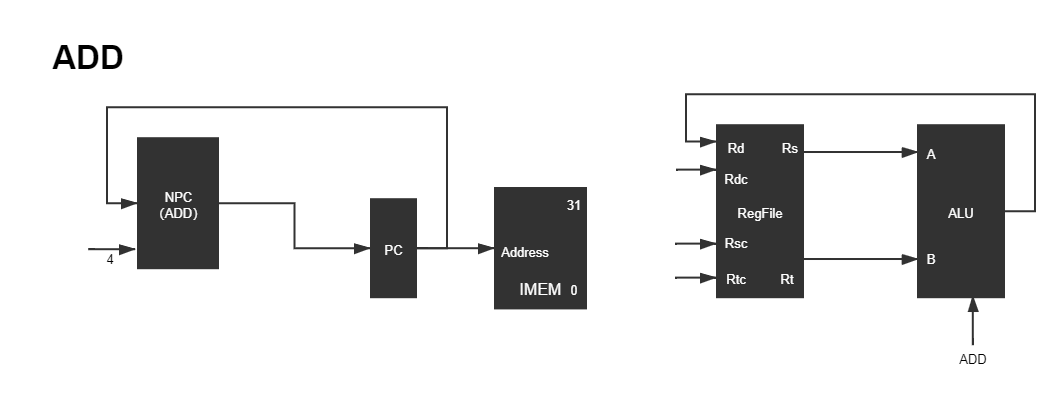 ADD
NPC
(ADD)
4
PC
31
Address
IMEM 0
Rd
Rs
Rdc
RegFile
Rsc
Rtc
Rt
A
ALU
B
ADD